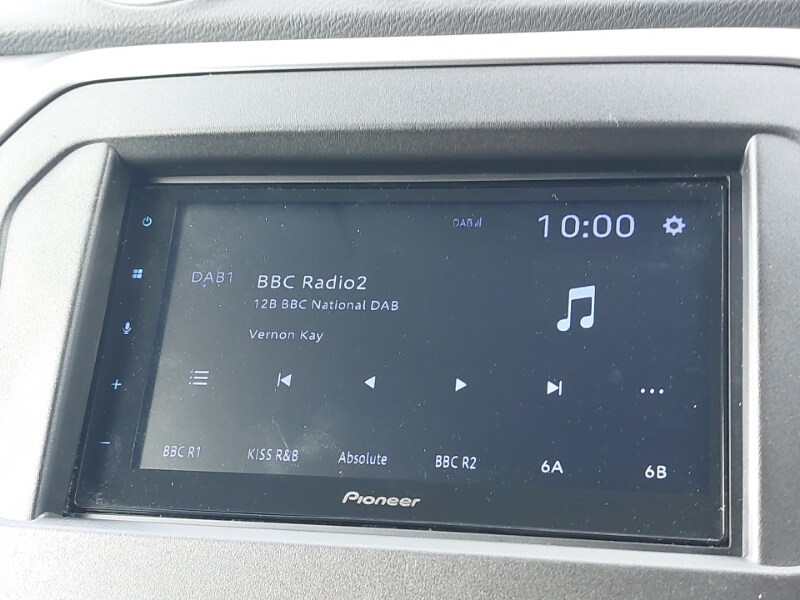 DAB
10:00
DAB1
BBC Radio2
12B BBC National DAB
Vernon Kay
BBC R1
KISS R&B
Absolute
BBC R2
6A
6B
Pioneer